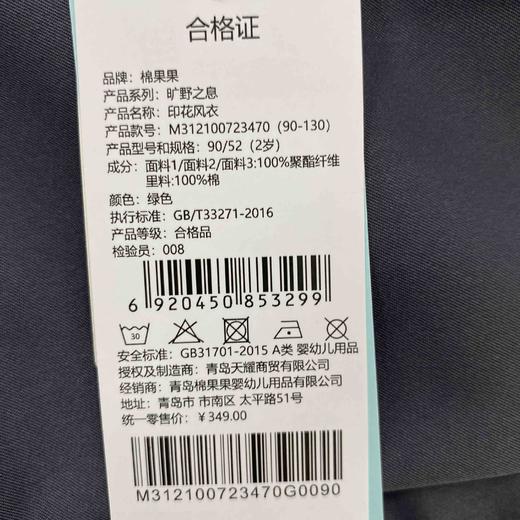 合格证
品牌: 棉果果
产品系列: 旷野之息
产品名称: 印花风衣
产品款号: M312100723470 (90-130)
产品型号和规格: 90/52 (2岁)
成分: 面料1/面料2/面料3:100%聚酯纤维
里料:100%棉
颜色: 绿色
执行标准: GB/T33271-2016
产品等级: 合格品
检验员: 008
6 920450 853299
30
安全标准: GB31701-2015 A类 婴幼儿用品
授权及制造商: 青岛天耀商贸有限公司
经销商: 青岛棉果果婴幼儿用品有限公司
地址: 青岛市 市南区 太平路51号
统一零售价: ¥349.00
M312100723470G0090